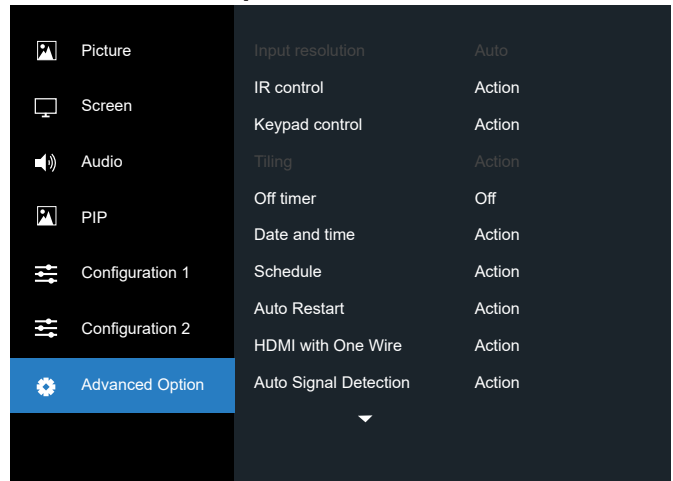 Picture
Screen
Audio
PIP
Configuration 1
Configuration 2
Advanced Option
Input resolution Auto
IR control Action
Keypad control Action
Tiling Action
Off timer Off
Date and time Action
Schedule Action
Auto Restart Action
HDMI with One Wire Action
Auto Signal Detection Action